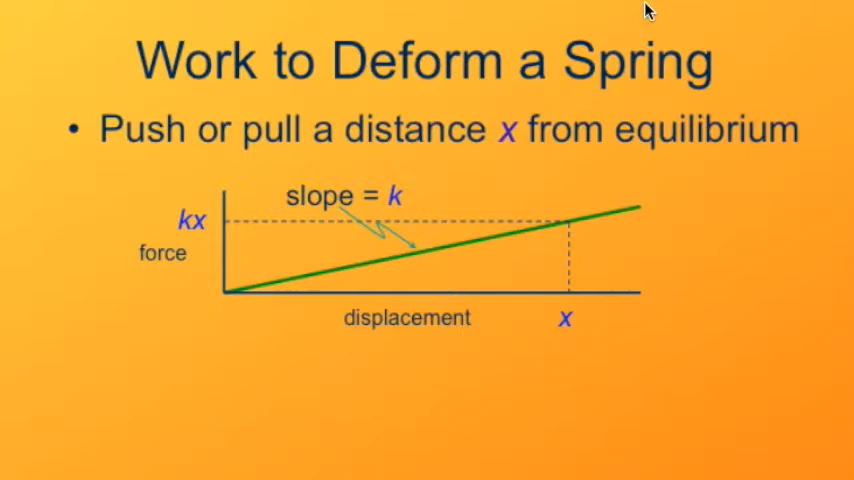 Work to Deform a Spring
• Push or pull a distance x from equilibrium
slope = k
kx
force
displacement
x